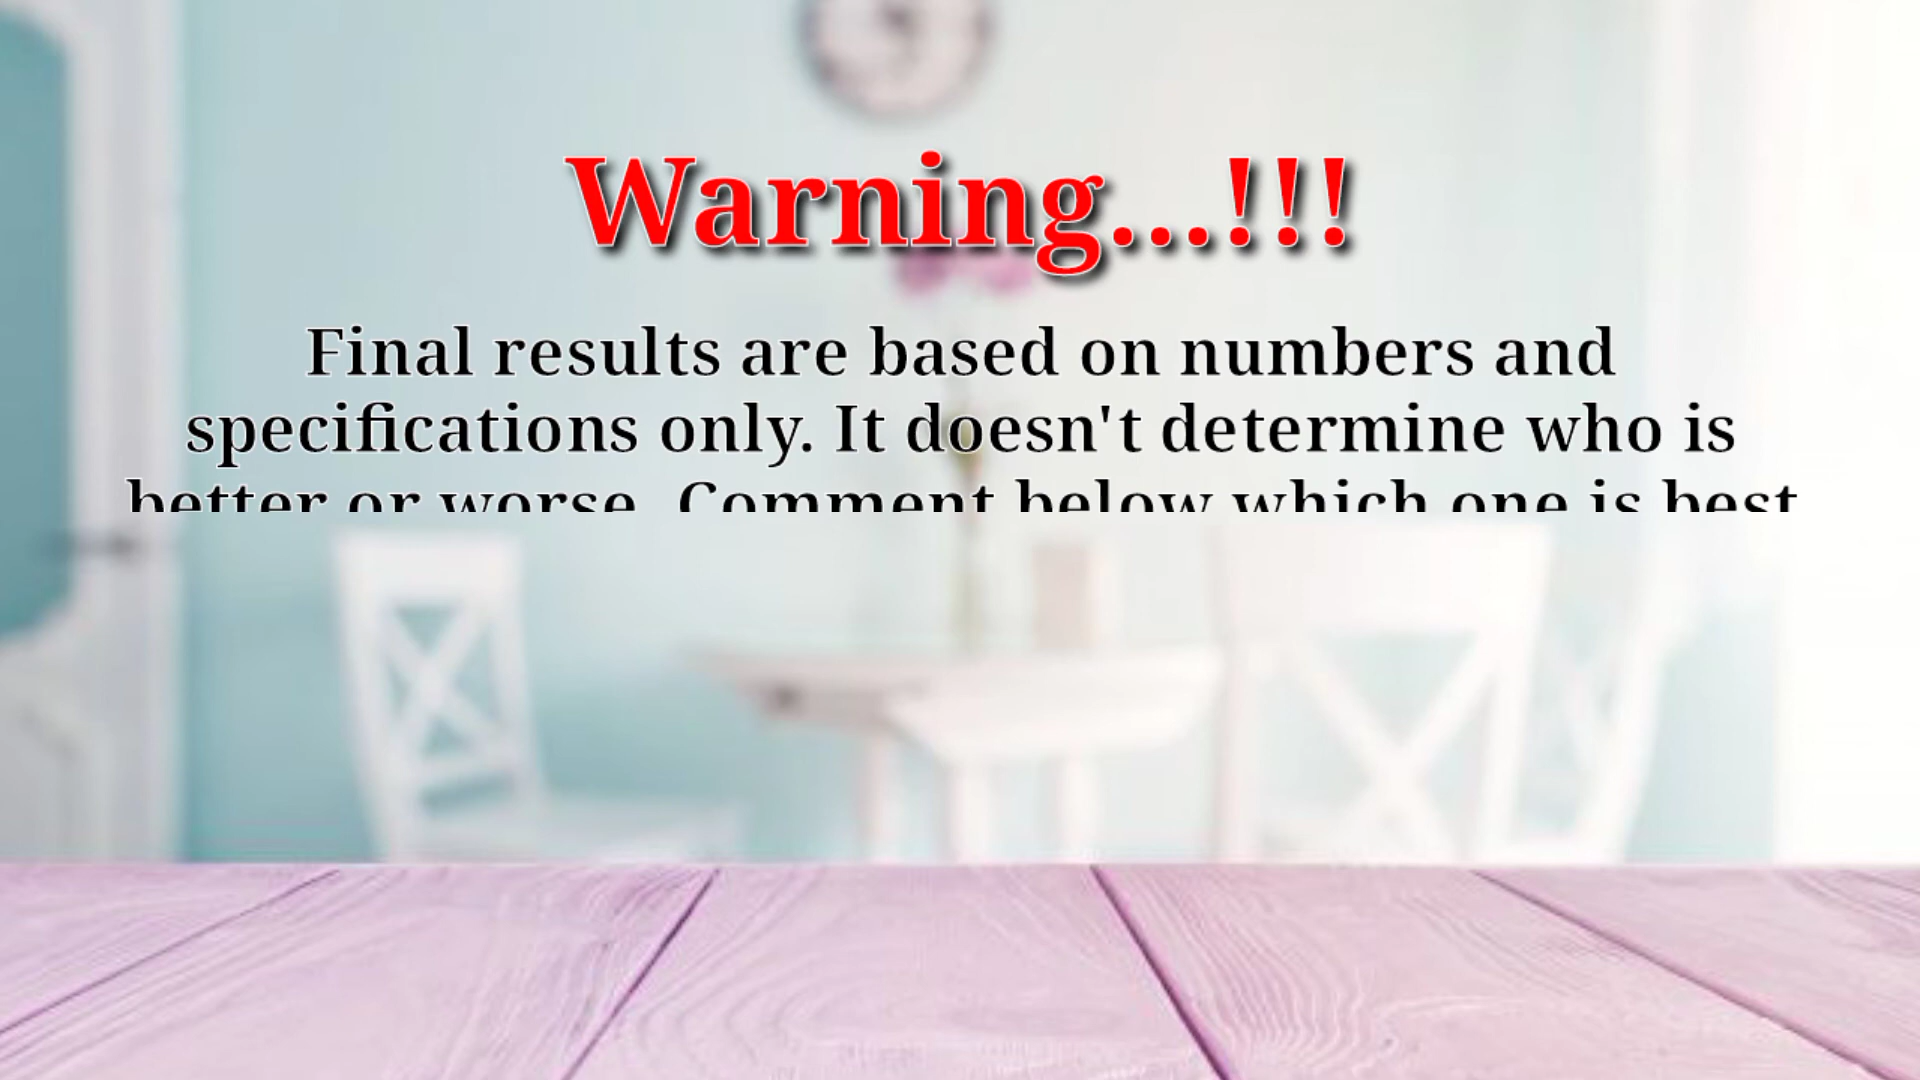 Warning...!!!
Final results are based on numbers and
specifications only. It doesn't determine who is
better or worse. Comment below which one is best